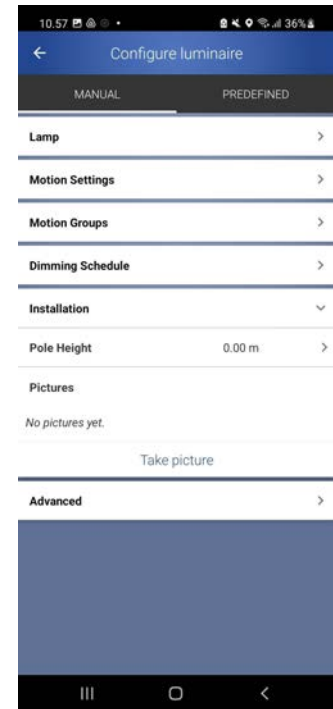 10.57
36%
Configure luminaire
MANUAL PREDEFINED
Lamp
Motion Settings
Motion Groups
Dimming Schedule
Installation
Pole Height 0.00 m
Pictures
No pictures yet.
Take picture
Advanced